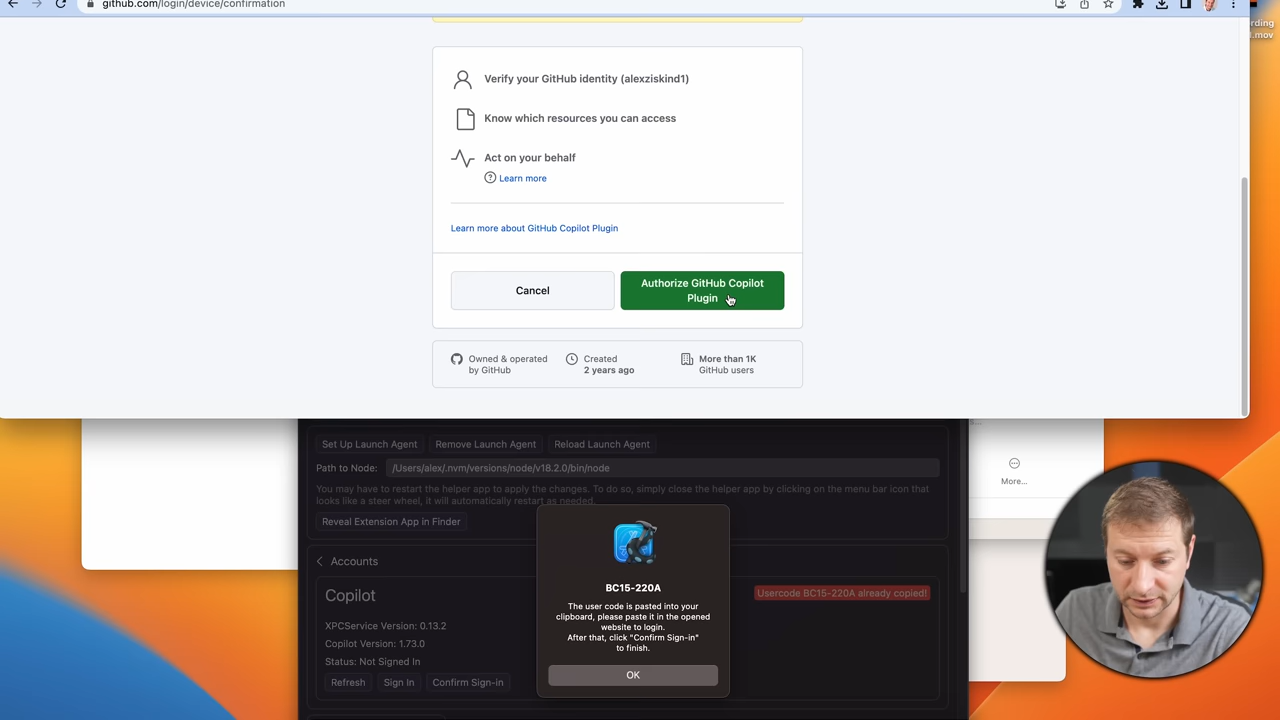 github.com/login/device/confirmation
rding
l.mov
Verify your GitHub identity (alexziskind1)
Know which resources you can access
Act on your behalf
Learn more
Learn more about GitHub Copilot Plugin
Cancel
Authorize GitHub Copilot
Plugin
Owned & operated
by GitHub
Created
2 years ago
More than 1K
GitHub users
Set Up Launch Agent
Remove Launch Agent
Reload Launch Agent
Path to Node:
/Users/alex/.nvm/versions/node/v18.2.0/bin/node
You may have to restart the helper app to apply the changes. To do so, simply close the helper app by clicking on the menu bar icon that
looks like a steer wheel, it will automatically restart as needed.
Reveal Extension App in Finder
More...
Accounts
Copilot
Usercode BC15-220A already copied!
XPCService Version: 0.13.2
Copilot Version: 1.73.0
Status: Not Signed In
Refresh
Sign In
Confirm Sign-in
BC15-220A
The user code is pasted into your
clipboard, please paste it in the opened
website to login.
After that, click "Confirm Sign-in"
to finish.
OK